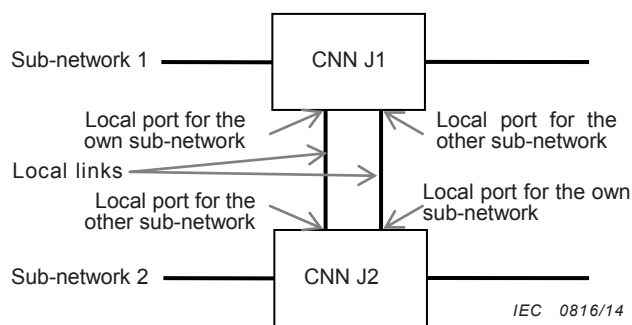 Sub-network 1
CNN J1
Local port for the
own sub-network
Local port for the
other sub-network
Local links
Local port for the
other sub-network
Local port for the own
sub-network
Sub-network 2
CNN J2
IEC 0816/14